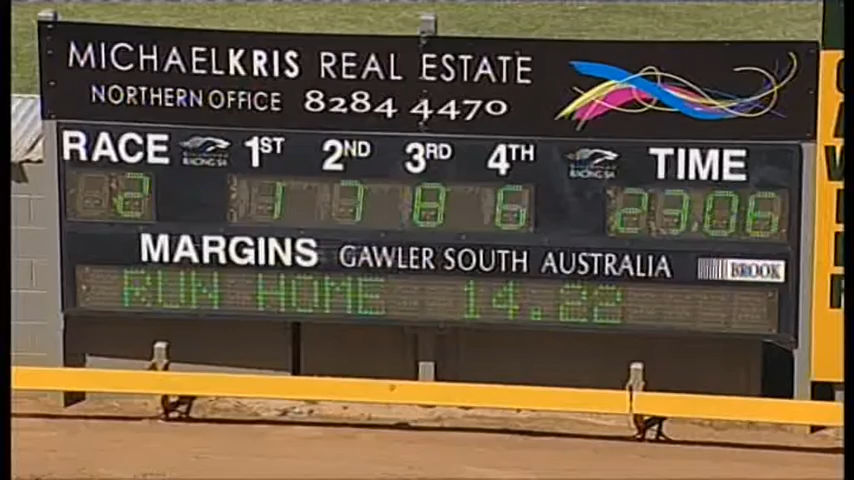 MICHAELKRIS REAL ESTATE
NORTHERN OFFICE 8284 4470
RACE 1ST 2ND 3RD 4TH TIME
2 1 7 8 6 23.06
MARGINS GAWLER SOUTH AUSTRALIA BROOK
RUN HOME 14.22